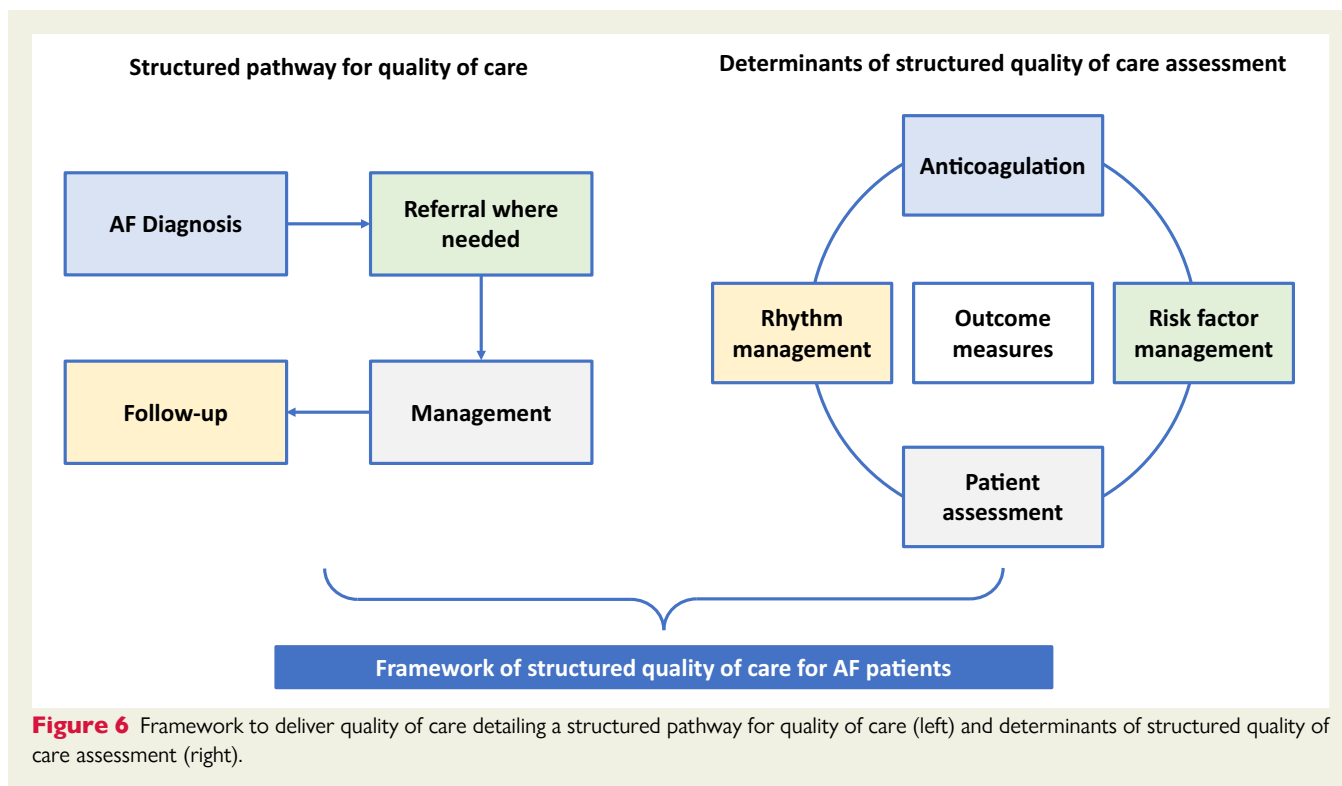 Structured pathway for quality of care
AF Diagnosis
Referral where
needed
Follow-up
Management
Determinants of structured quality of care assessment
Anticoagulation
Rhythm
management
Outcome
measures
Risk factor
management
Patient
assessment
Framework of structured quality of care for AF patients
Figure 6 Framework to deliver quality of care detailing a structured pathway for quality of care (left) and determinants of structured quality of
care assessment (right).